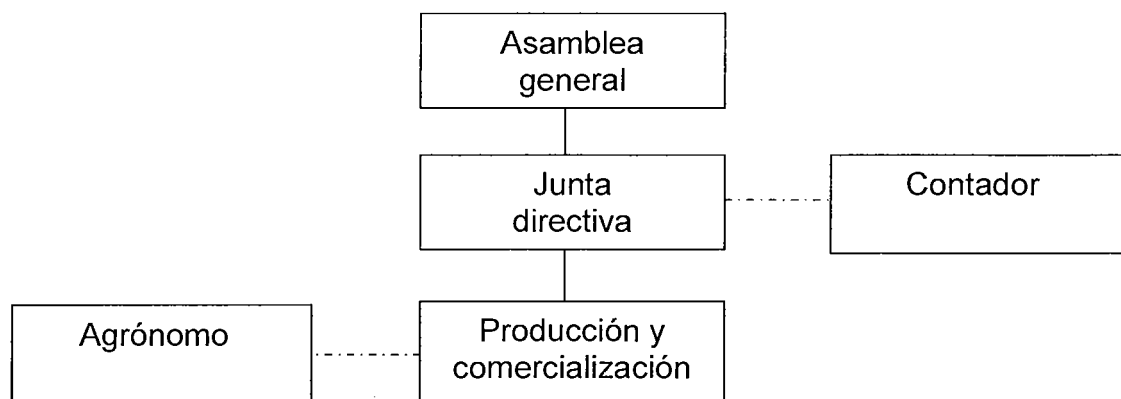 Asamblea
general
Junta
directiva
Contador
Agrónomo
Producción y
comercialización